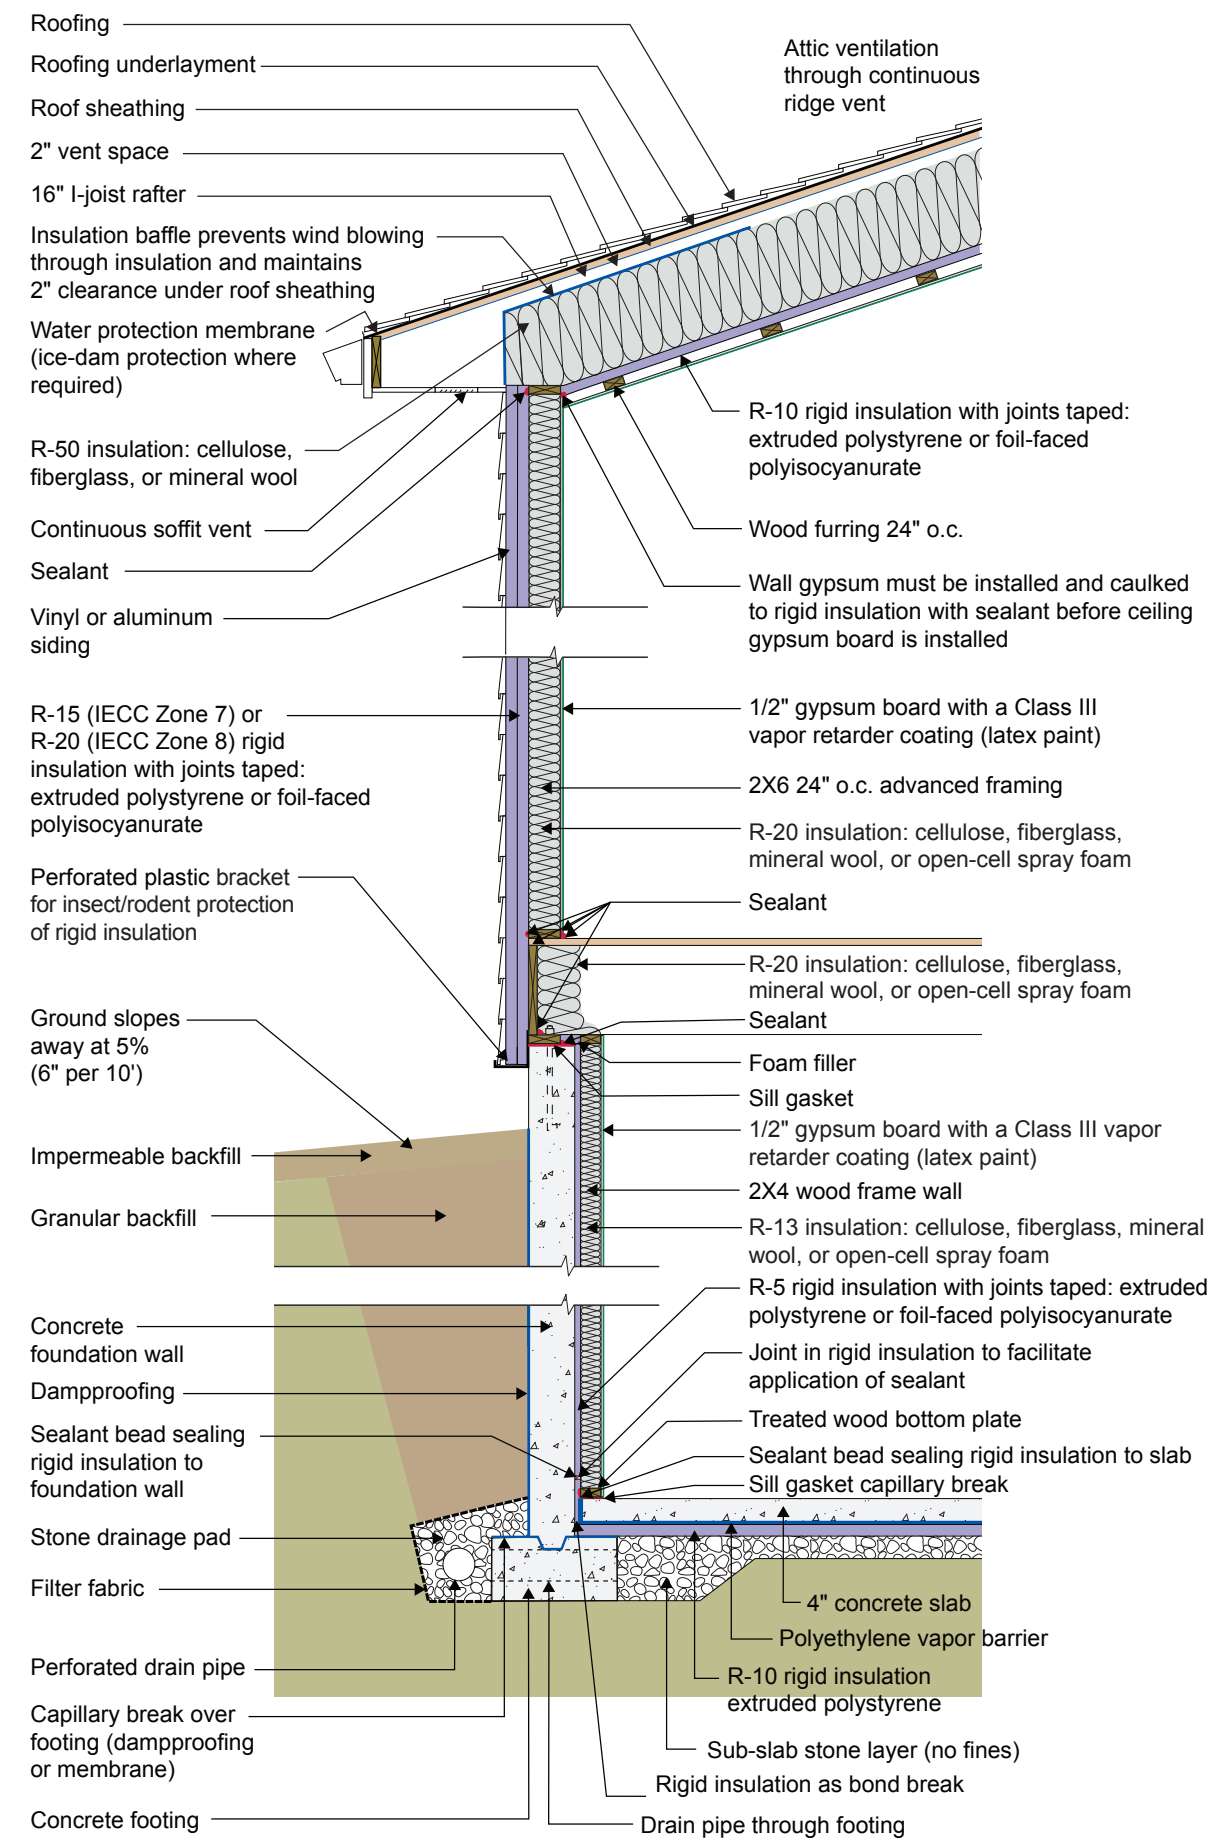 Roofing
Roofing underlayment
Roof sheathing
2" vent space
16" I-joist rafter
Insulation baffle prevents wind blowing
through insulation and maintains
2" clearance under roof sheathing
Water protection membrane
(ice-dam protection where
required)
R-50 insulation: cellulose,
fiberglass, or mineral wool
Continuous soffit vent
Sealant
Vinyl or aluminum
siding
R-15 (IECC Zone 7) or
R-20 (IECC Zone 8) rigid
insulation with joints taped:
extruded polystyrene or foil-faced
polyisocyanurate
Perforated plastic bracket
for insect/rodent protection
of rigid insulation
Ground slopes
away at 5%
(6" per 10')
Impermeable backfill
Granular backfill
Concrete
foundation wall
Dampproofing
Sealant bead sealing
rigid insulation to
foundation wall
Stone drainage pad
Filter fabric
Perforated drain pipe
Capillary break over
footing (dampproofing
or membrane)
Concrete footing
Attic ventilation
through continuous
ridge vent
R-10 rigid insulation with joints taped:
extruded polystyrene or foil-faced
polyisocyanurate
Wood furring 24" o.c.
Wall gypsum must be installed and caulked
to rigid insulation with sealant before ceiling
gypsum board is installed
1/2" gypsum board with a Class III
vapor retarder coating (latex paint)
2X6 24" o.c. advanced framing
R-20 insulation: cellulose, fiberglass,
mineral wool, or open-cell spray foam
Sealant
R-20 insulation: cellulose, fiberglass,
mineral wool, or open-cell spray foam
Sealant
Foam filler
Sill gasket
1/2" gypsum board with a Class III vapor
retarder coating (latex paint)
2X4 wood frame wall
R-13 insulation: cellulose, fiberglass, mineral
wool, or open-cell spray foam
R-5 rigid insulation with joints taped: extruded
polystyrene or foil-faced polyisocyanurate
Joint in rigid insulation to facilitate
application of sealant
Treated wood bottom plate
Sealant bead sealing rigid insulation to slab
Sill gasket capillary break
4" concrete slab
Polyethylene vapor barrier
R-10 rigid insulation
extruded polystyrene
Sub-slab stone layer (no fines)
Rigid insulation as bond break
Drain pipe through footing